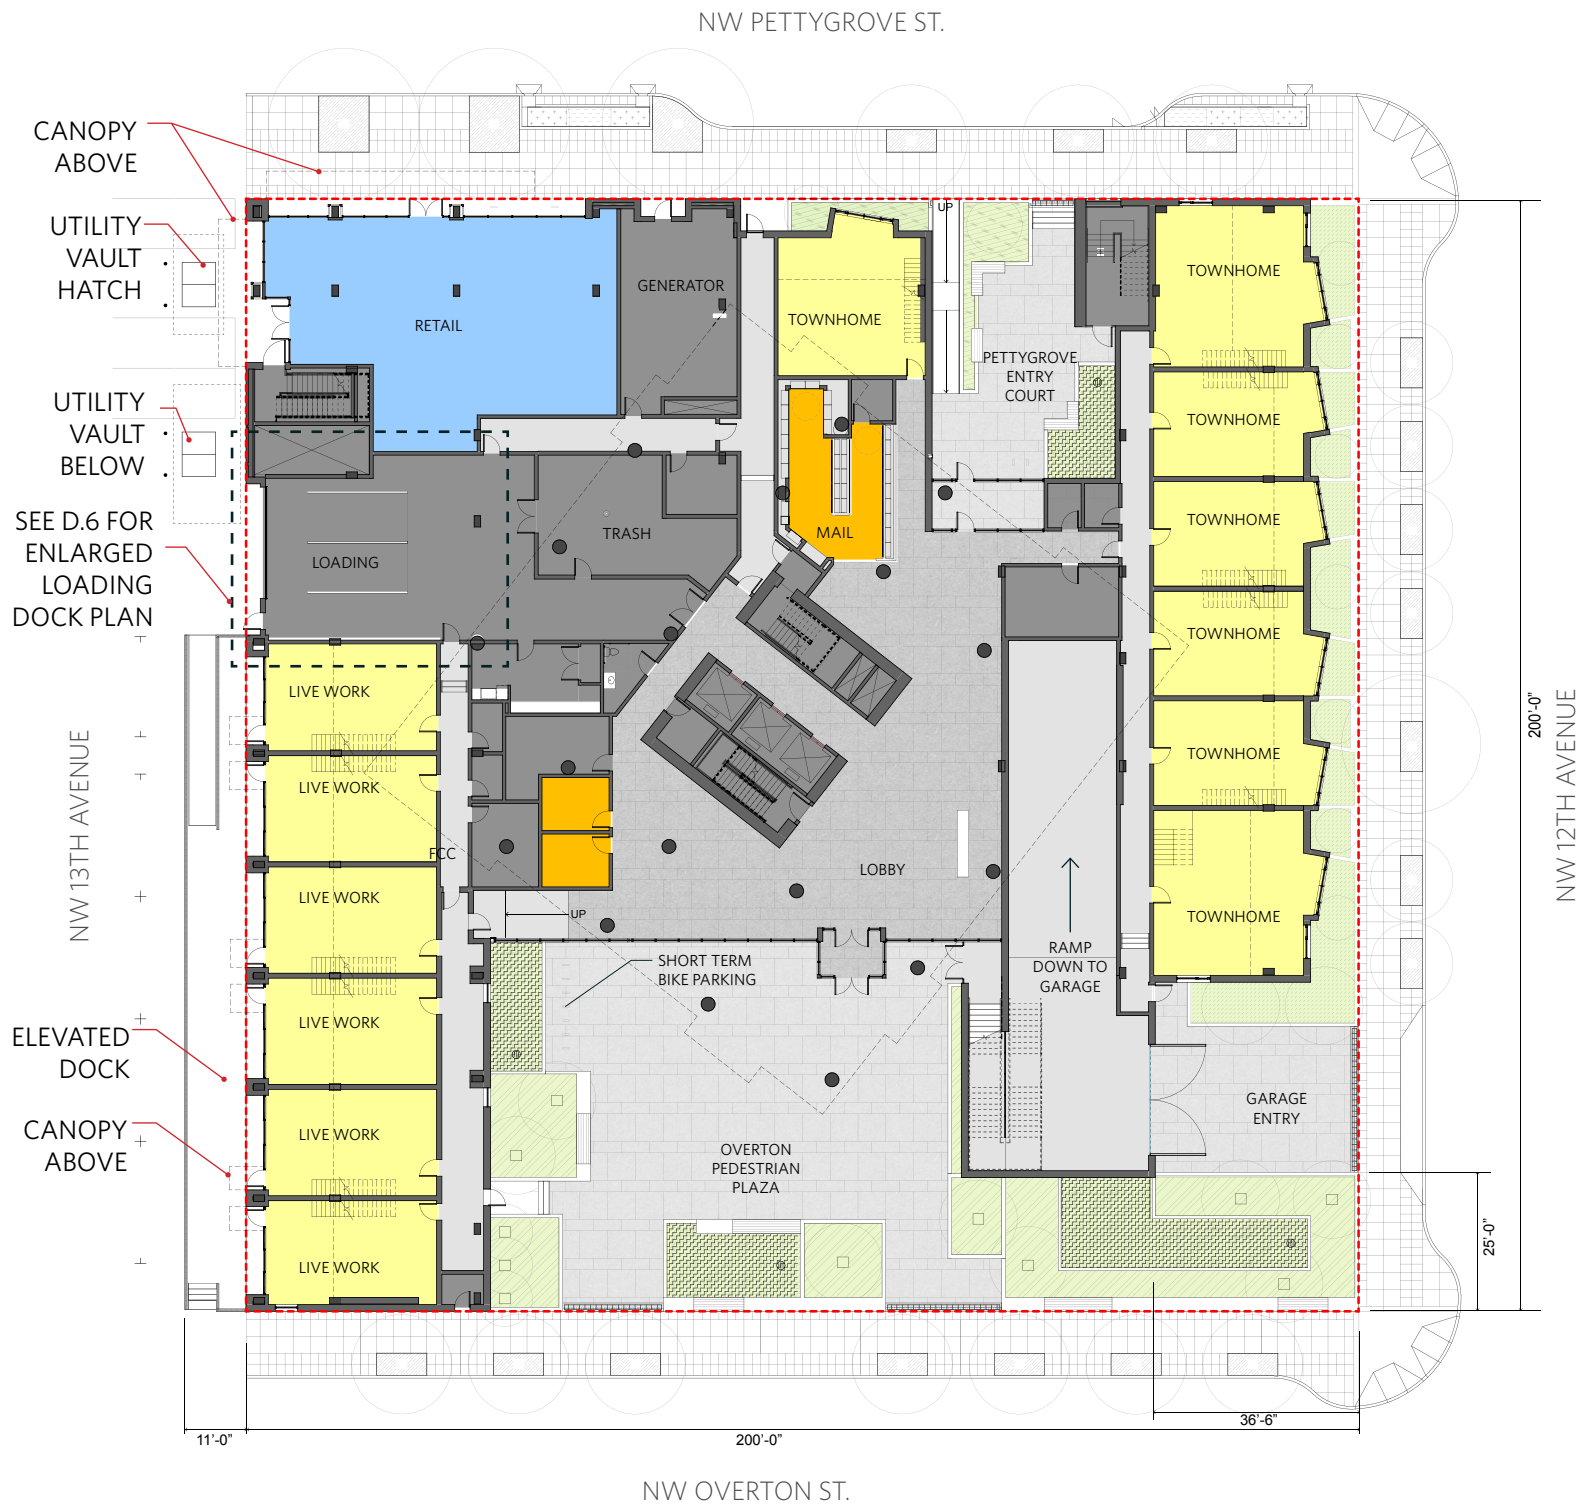 NW PETTYGROVE ST.
CANOPY
ABOVE
UTILITY
VAULT
HATCH
UTILITY
VAULT
BELOW
SEE D.6 FOR
ENLARGED
LOADING
DOCK PLAN
NW 13TH AVENUE
ELEVATED
DOCK
CANOPY
ABOVE
RETAIL
GENERATOR
TOWNHOME
UP
PETTYGROVE
ENTRY
COURT
TOWNHOME
TOWNHOME
TOWNHOME
TOWNHOME
TOWNHOME
TOWNHOME
LOADING
TRASH
MAIL
LIVE WORK
LIVE WORK
FCC
LIVE WORK
LIVE WORK
LIVE WORK
LIVE WORK
LOBBY
UP
SHORT TERM
BIKE PARKING
RAMP
DOWN TO
GARAGE
OVERTON
PEDESTRIAN
PLAZA
GARAGE
ENTRY
200'-0"
NW 12TH AVENUE
25'-0"
36'-6"
11'-0"
200'-0"
NW OVERTON ST.